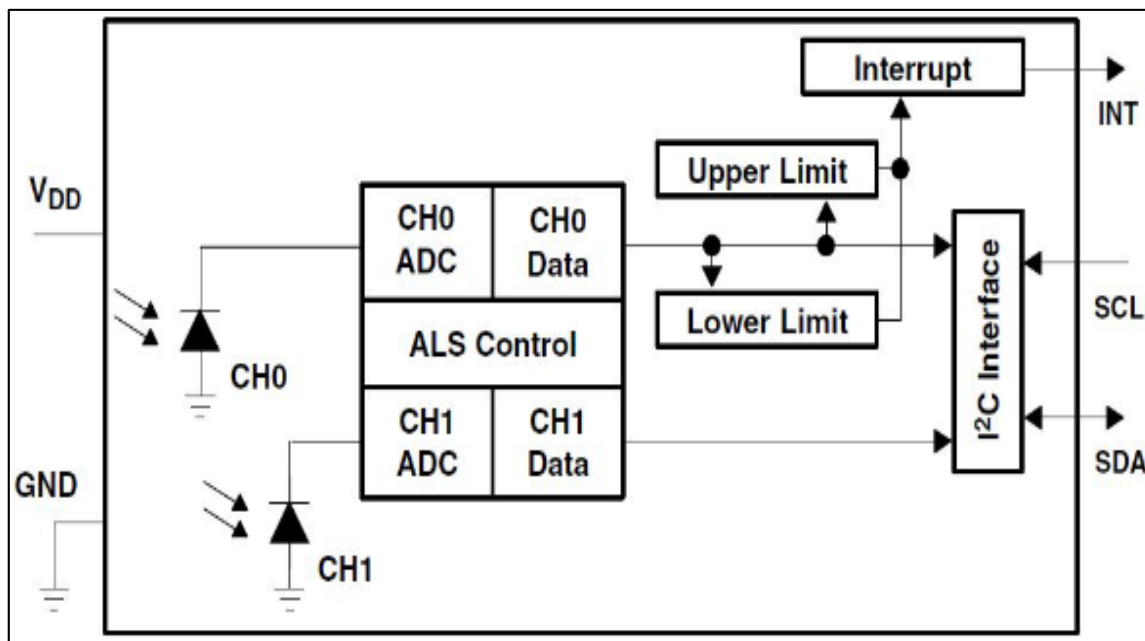 Interrupt
INT
Upper Limit
V_DD
CH0
ADC
CH0
Data
I²C Interface
SCL
Lower Limit
ALS Control
CH0
CH1
ADC
CH1
Data
SDA
GND
CH1